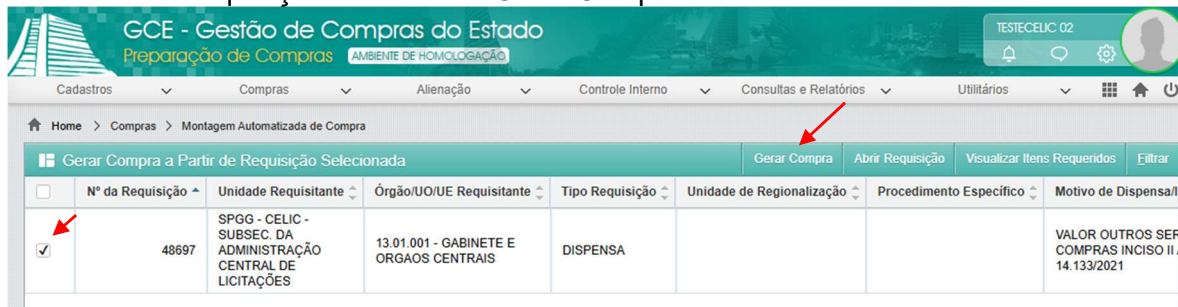 GCE - Gestão de Compras do Estado
Preparação de Compras AMBIENTE DE HOMOLOGAÇÃO
TESTECELIC 02
Cadastros Compras Alienação Controle Interno Consultas e Relatórios Utilitários
Home > Compras > Montagem Automatizada de Compra
Gerar Compra a Partir de Requisição Selecionada Gerar Compra Abrir Requisição Visualizar Itens Requeridos Filtrar
Nº da Requisição Unidade Requisitante Órgão/UO/UE Requisitante Tipo Requisição Unidade de Regionalização Procedimento Específico Motivo de Dispensa/I
48697
SPGG - CELIC -
SUBSEC. DA
ADMINISTRAÇÃO
CENTRAL DE
LICITAÇÕES
13.01.001 - GABINETE E
ORGAOS CENTRAIS
DISPENSA
VALOR OUTROS SER
COMPRAS INCISO II
14.133/2021